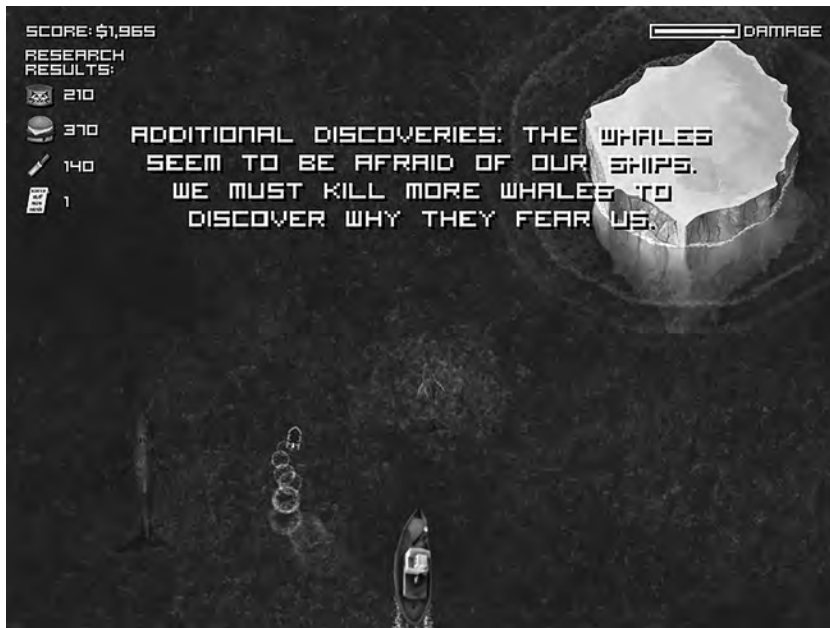 SCORE: $1,965
DAMAGE
RESEARCH
RESULTS:
210
370
140
1
ADDITIONAL DISCOVERIES: THE WHALES
SEEM TO BE AFRAID OF OUR SHIPS.
WE MUST KILL MORE WHALES TO
DISCOVER WHY THEY FEAR US.